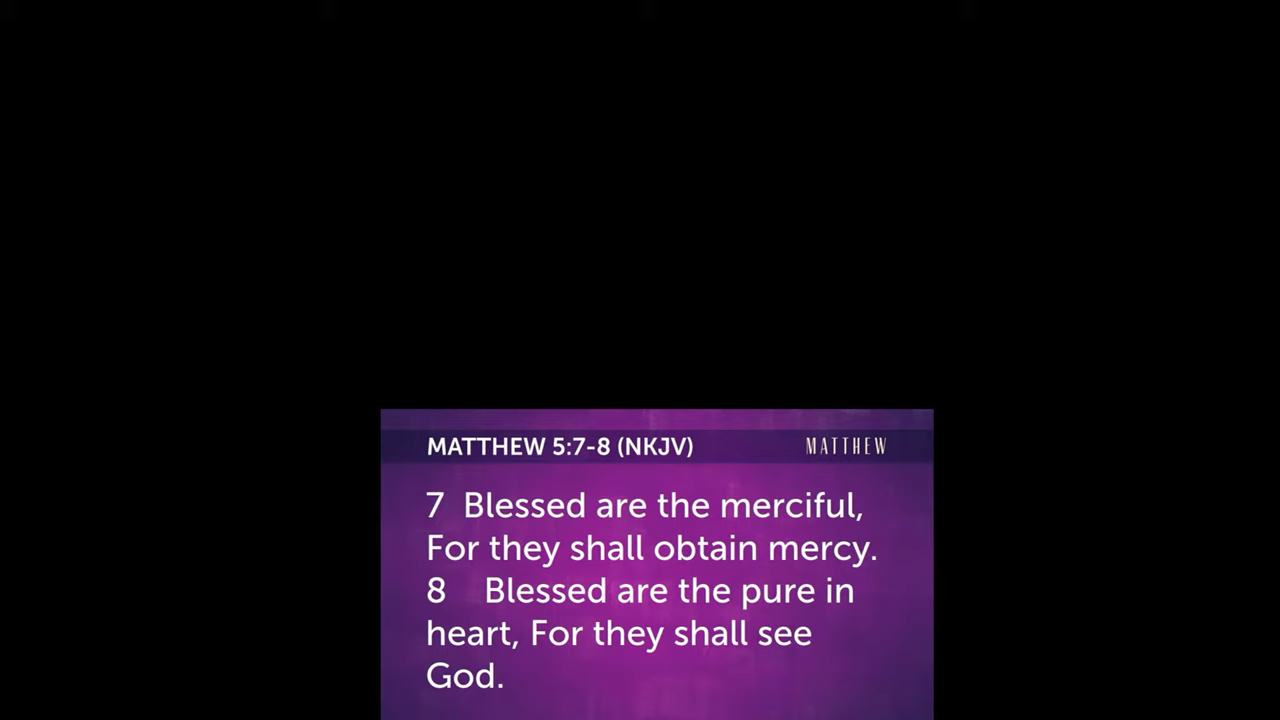 MATTHEW 5:7-8 (NKJV) MATTHEW
7 Blessed are the merciful,
For they shall obtain mercy.
8 Blessed are the pure in
heart, For they shall see
God.